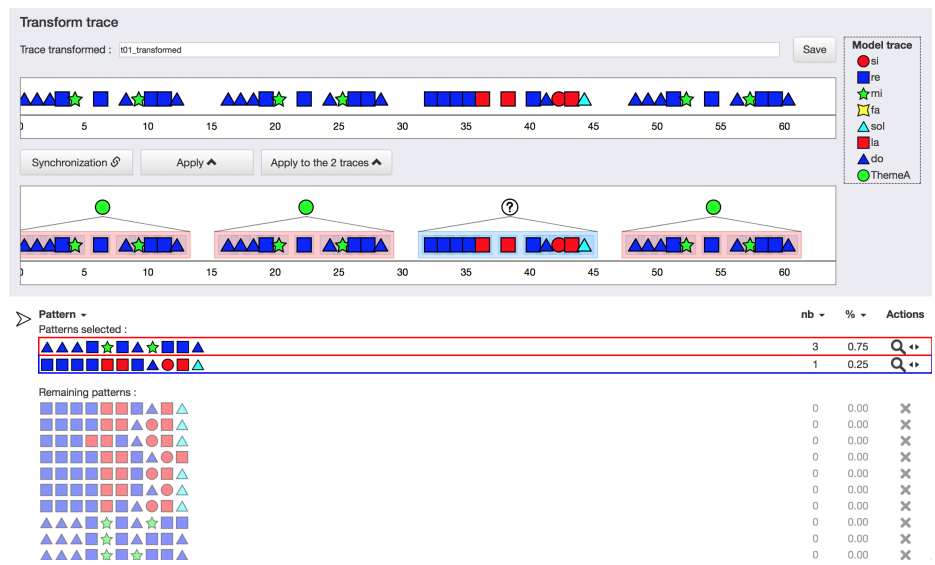 Transform trace
Trace transformed : t01_transformed Save
Model trace
si
re
mi
fa
sol
la
do
ThemeA
0 5 10 15 20 25 30 35 40 45 50 55 60
Synchronization Apply Apply to the 2 traces
?
0 5 10 15 20 25 30 35 40 45 50 55 60
Pattern nb % Actions
Patterns selected :
3 0.75
1 0.25
Remaining patterns :
0 0.00
0 0.00
0 0.00
0 0.00
0 0.00
0 0.00
0 0.00
0 0.00
0 0.00
0 0.00